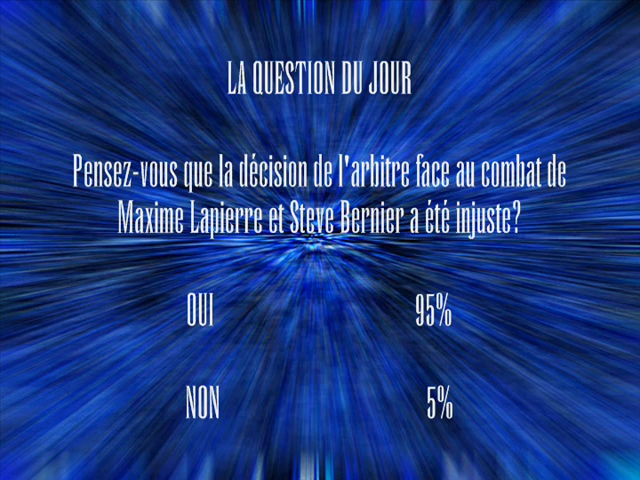 LA QUESTION DU JOUR
Pensez-vous que la décision de l'arbitre face au combat de
Maxime Lapierre et Steve Bernier a été injuste?
OUI 95%
NON 5%